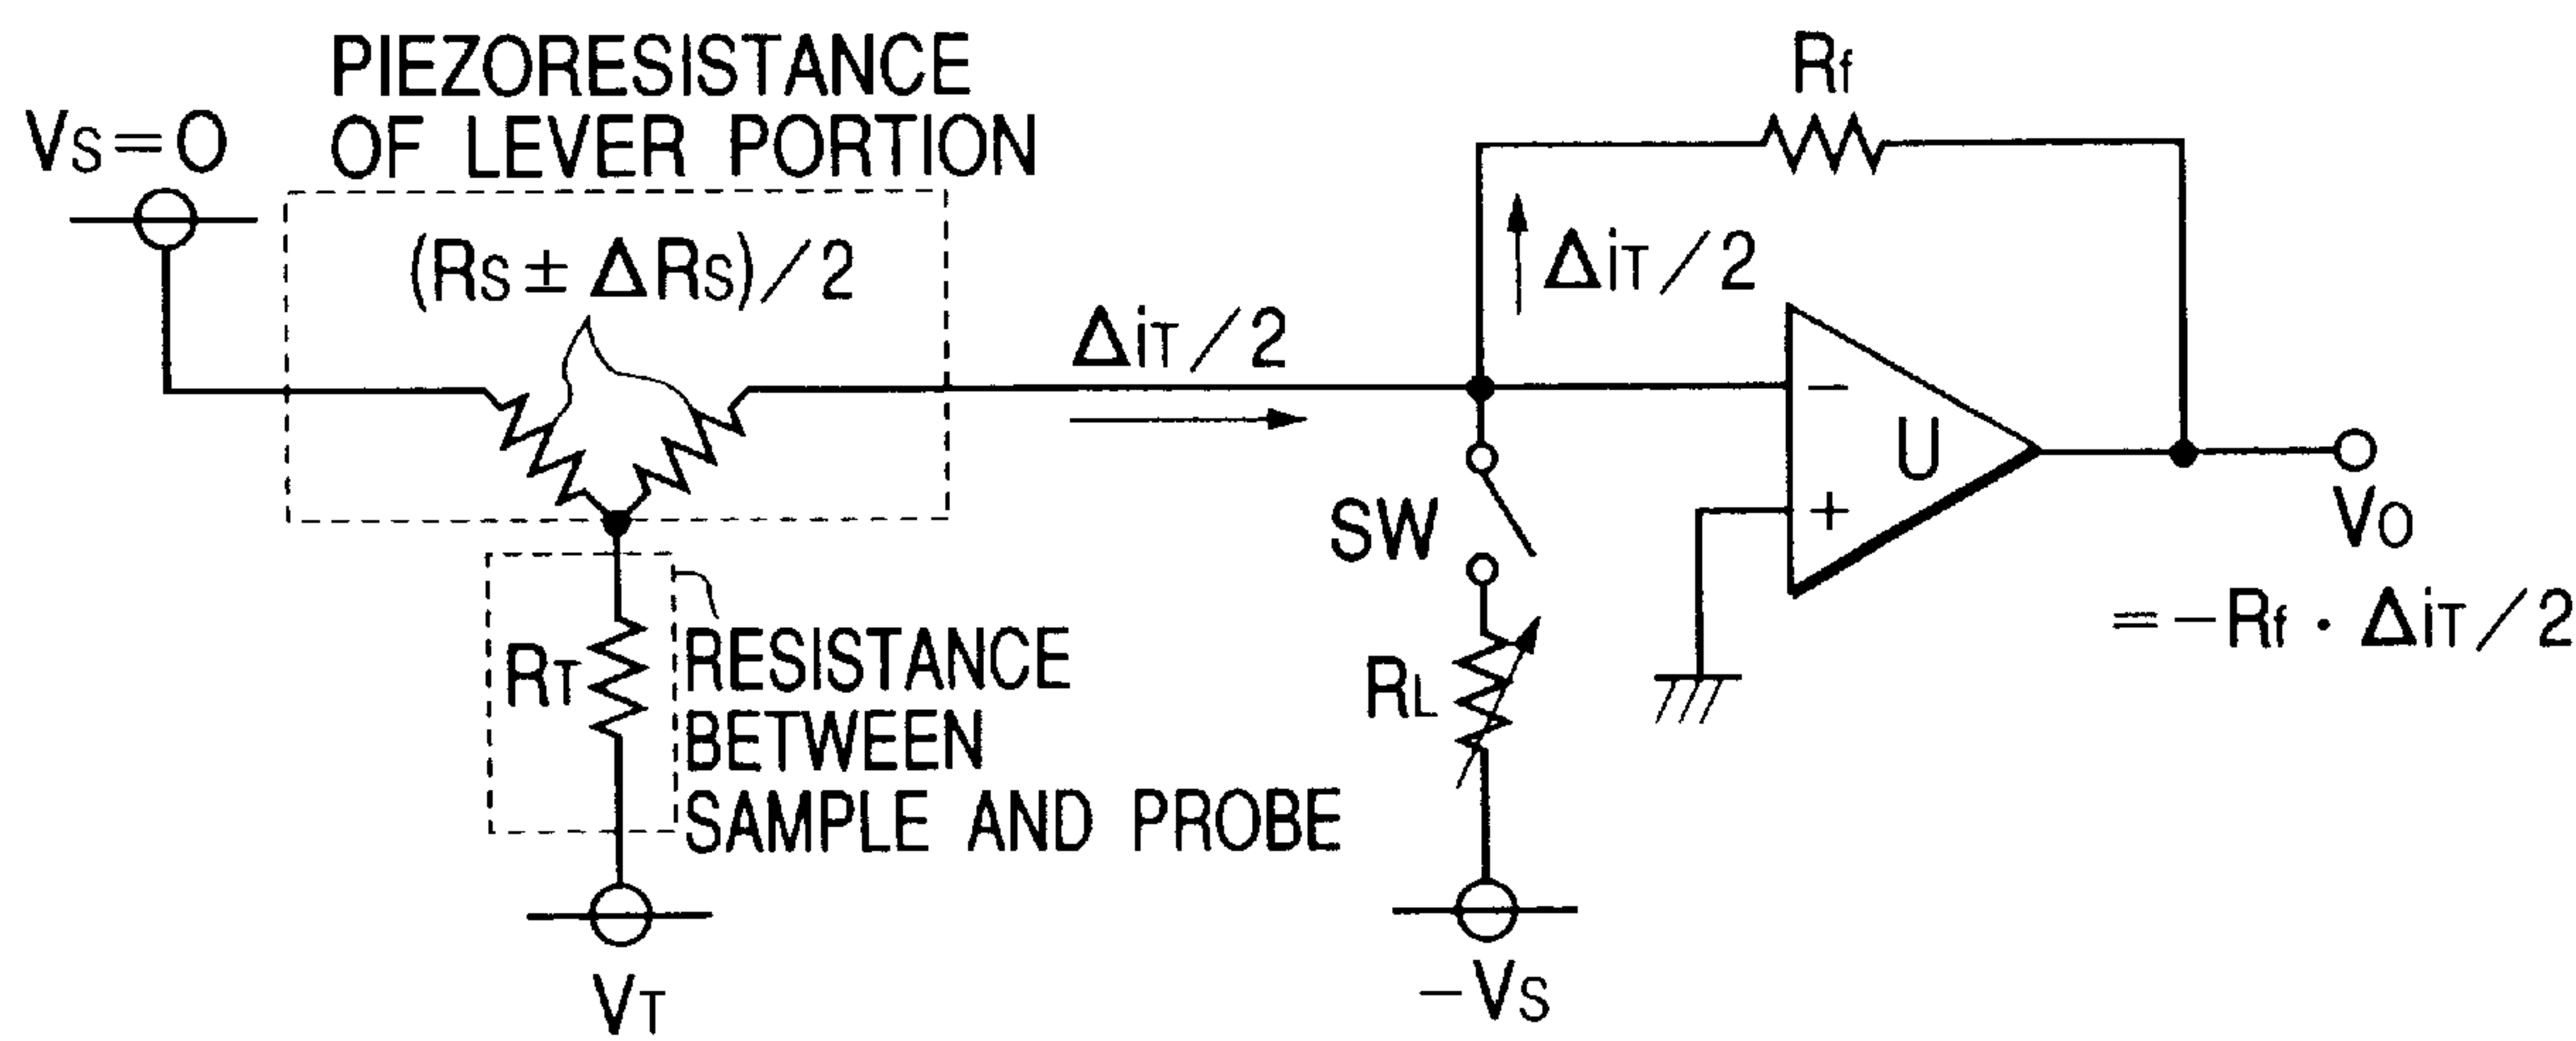 PIEZORESISTANCE
OF LEVER PORTION
VS=0
(RS±ΔRS)/2
ΔiT/2
Rf
ΔiT/2
−
+
U
SW
VO
=−Rf・ΔiT/2
RT
RESISTANCE
BETWEEN
SAMPLE AND PROBE
RL
VT
−VS